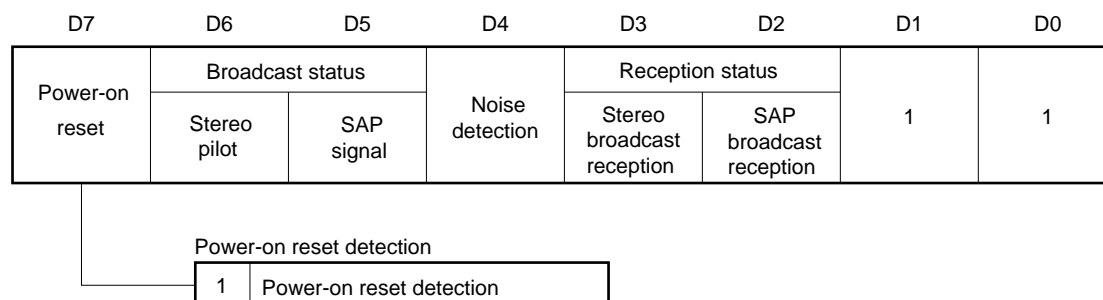 D7 D6 D5 D4 D3 D2 D1 D0
Power-on
reset
Broadcast status
Stereo
pilot
SAP
signal
Noise
detection
Reception status
Stereo
broadcast
reception
SAP
broadcast
reception
1
1
Power-on reset detection
1 Power-on reset detection